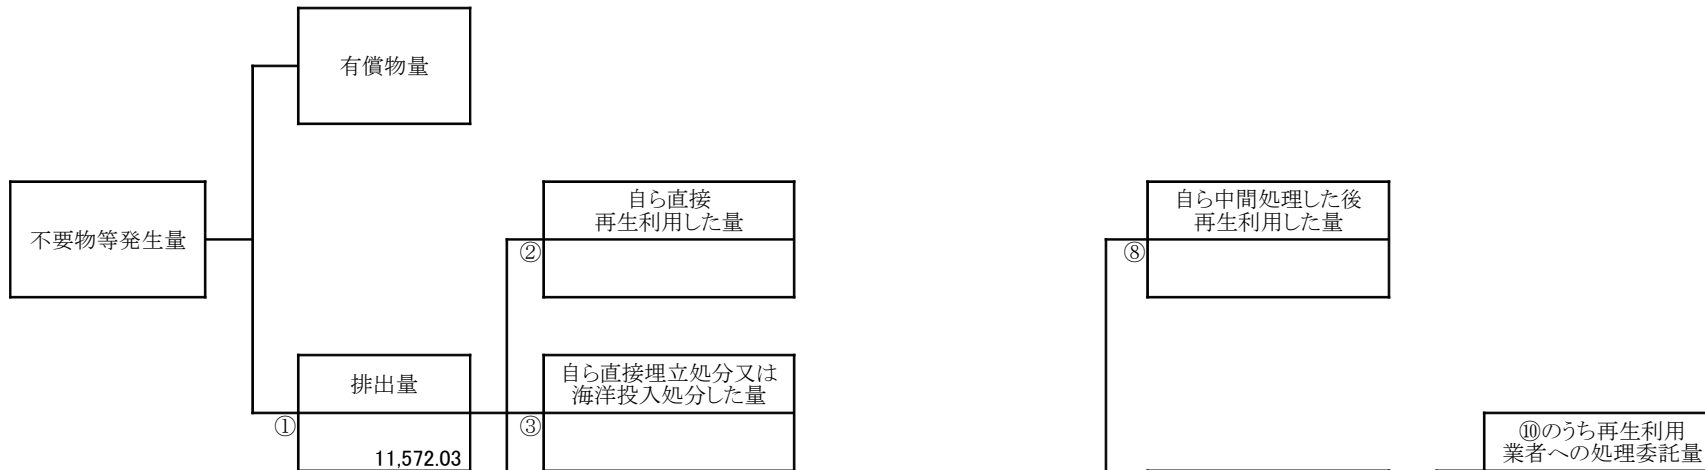 有償物量
不要物等発生量
自ら直接
再生利用した量
②
自ら中間処理した後
再生利用した量
⑧
排出量
①
11,572.03
自ら直接埋立処分又は
海洋投入処分した量
③
⑩のうち再生利用
業者への処理委託量